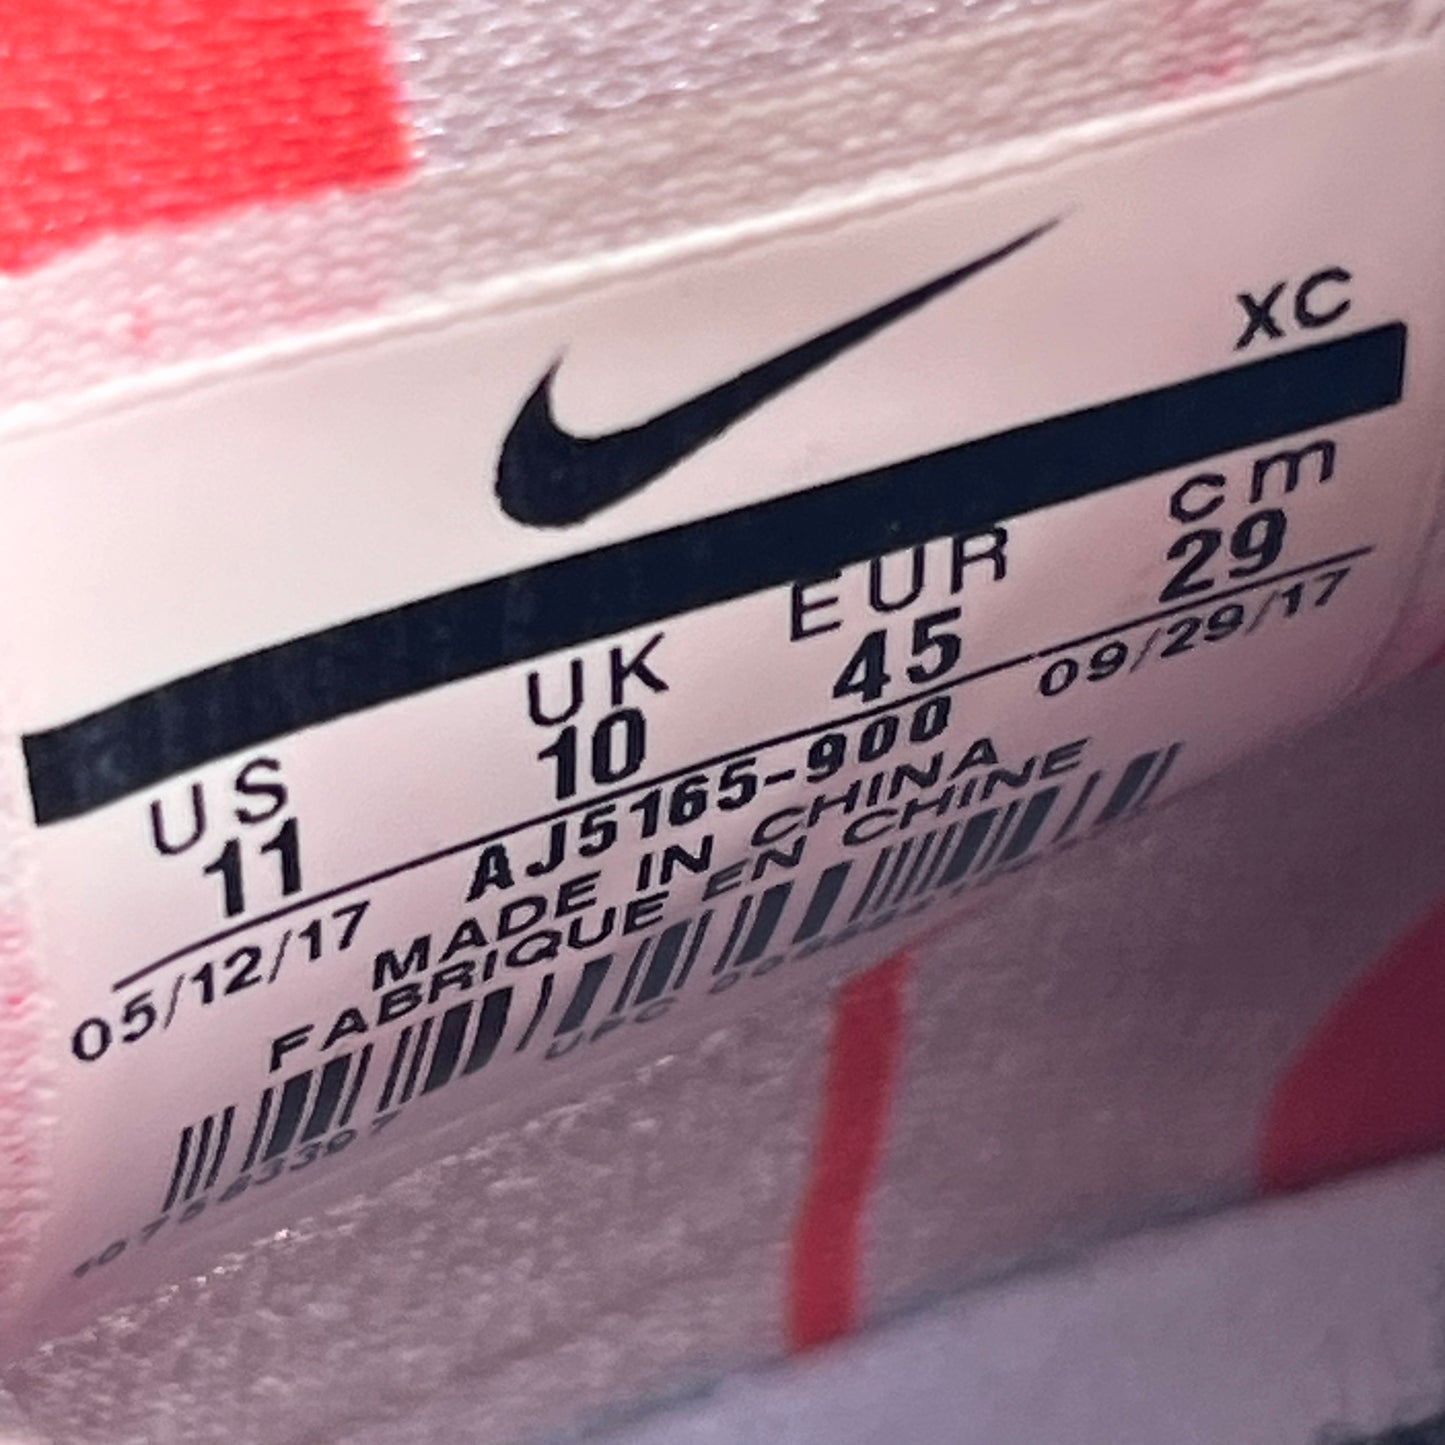 XC
US UK EUR cm
11 10 45 29
05/12/17 AJ5165-900 09/29/17
MADE IN CHINA
FABRIQUE EN CHINE